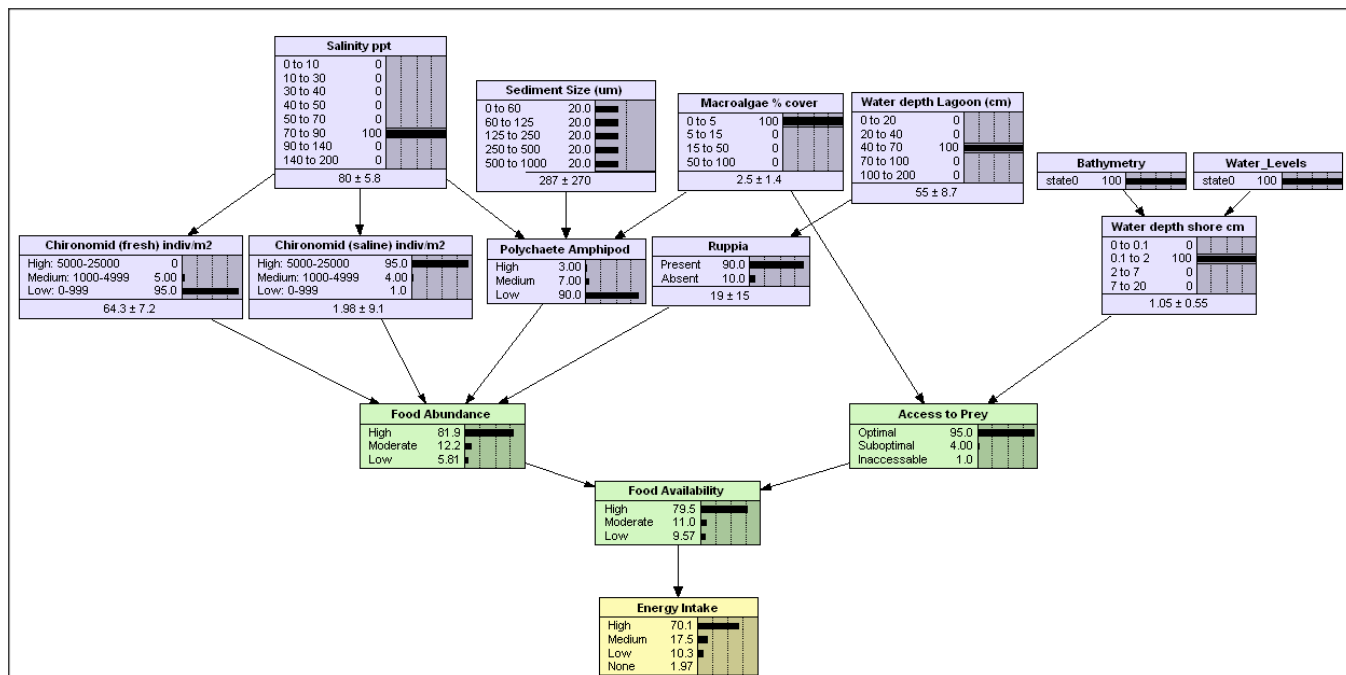 Salinity ppt
0 to 10 0
10 to 30 0
30 to 40 0
40 to 50 0
50 to 70 0
70 to 90 100
90 to 140 0
140 to 200 0
80 ± 5.8
Sediment Size (um)
0 to 60 20.0
60 to 125 20.0
125 to 250 20.0
250 to 500 20.0
500 to 1000 20.0
287 ± 270
Macroalgae % cover
0 to 5 100
5 to 15 0
15 to 50 0
50 to 100 0
2.5 ± 1.4
Water depth Lagoon (cm)
0 to 20 0
20 to 40 0
40 to 70 100
70 to 100 0
100 to 200 0
55 ± 8.7
Bathymetry
state0 100
Water_Levels
state0 100
Chironomid (fresh) indiv/m2
High: 5000-25000 0
Medium: 1000-4999 5.00
Low: 0-999 95.0
64.3 ± 7.2
Chironomid (saline) indiv/m2
High: 5000-25000 95.0
Medium: 1000-4999 4.00
Low: 0-999 1.0
1.98 ± 9.1
Polychaete Amphipod
High 3.00
Medium 7.00
Low 90.0
Ruppia
Present 90.0
Absent 10.0
19 ± 15
Water depth shore cm
0 to 0.1 0
0.1 to 2 100
2 to 7 0
7 to 20 0
1.05 ± 0.55
Food Abundance
High 81.9
Moderate 12.2
Low 5.81
Access to Prey
Optimal 95.0
Suboptimal 4.00
Inaccessable 1.0
Food Availability
High 79.5
Moderate 11.0
Low 9.57
Energy Intake
High 70.1
Medium 17.5
Low 10.3
None 1.97